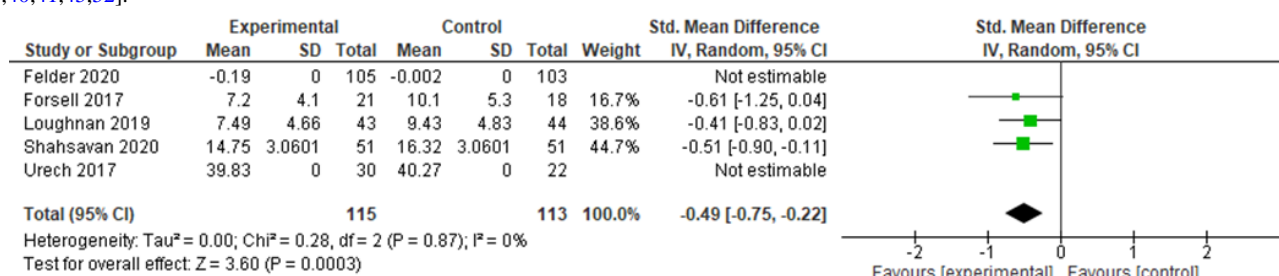 Experimental Control Std. Mean Difference Std. Mean Difference
Study or Subgroup Mean SD Total Mean SD Total Weight IV, Random, 95% CI IV, Random, 95% CI
Felder 2020 -0.19 0 105 -0.002 0 103 Not estimable
Forsell 2017 7.2 4.1 21 10.1 5.3 18 16.7% -0.61 [-1.25, 0.04]
Loughnan 2019 7.49 4.66 43 9.43 4.83 44 38.6% -0.41 [-0.83, 0.02]
Shahsavan 2020 14.75 3.0601 51 16.32 3.0601 51 44.7% -0.51 [-0.90, -0.11]
Urech 2017 39.83 0 30 40.27 0 22 Not estimable
Total (95% CI) 115 113 100.0% -0.49 [-0.75, -0.22]
Heterogeneity: Tau² = 0.00; Chi² = 0.28, df = 2 (P = 0.87); I² = 0%
Test for overall effect: Z = 3.60 (P = 0.0003)
-2 -1 0 1 2
Favours [experimental] Favours [control]